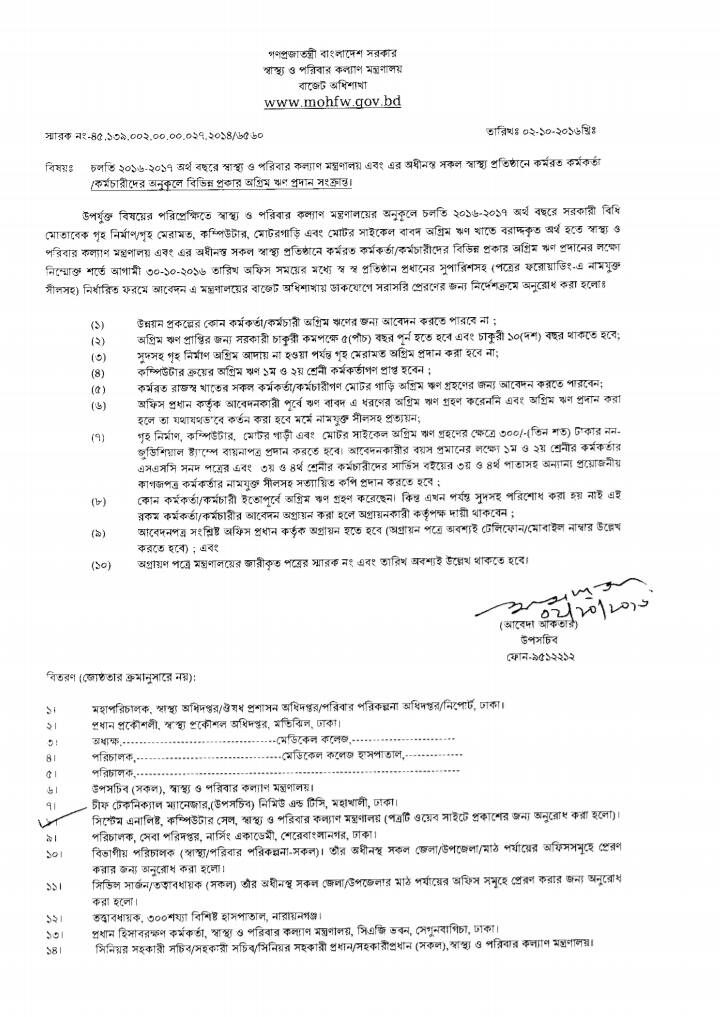 গণপ্রজাতন্ত্রী বাংলাদেশ সরকার
স্বাস্থ্য ও পরিবার কল্যাণ মন্ত্রণালয়
বাজেট অধিশাখা
www.mohfw.gov.bd
স্মারক নং-৪৫.১৩৯.০০২.০০.০০.০২৭.২০১৪/৬৫৬০
তারিখঃ ০২-১০-২০১৬খ্রিঃ
বিষয়ঃ চলতি ২০১৬-২০১৭ অর্থ বছরে স্বাস্থ্য ও পরিবার কল্যাণ মন্ত্রণালয় এবং এর অধীনস্ত সকল স্বাস্থ্য প্রতিষ্ঠানে কর্মরত কর্মকর্তা
/কর্মচারীদের অনুকূলে বিভিন্ন প্রকার অগ্রিম ঋণ প্রদান সংক্রান্ত।
উপর্যুক্ত বিষয়ের পরিপ্রেক্ষিতে স্বাস্থ্য ও পরিবার কল্যাণ মন্ত্রণালয়ের অনুকূলে চলতি ২০১৬-২০১৭ অর্থ বছরে সরকারী বিধি
মোতাবেক গৃহ নির্মাণ/গৃহ মেরামত, কম্পিউটার, মোটরগাড়ি এবং মোটর সাইকেল বাবদ অগ্রিম ঋণ খাতে বরাদ্দকৃত অর্থ হতে স্বাস্থ্য ও
পরিবার কল্যাণ মন্ত্রণালয় এবং এর অধীনস্ত সকল স্বাস্থ্য প্রতিষ্ঠানে কর্মরত কর্মকর্তা/কর্মচারীদের বিভিন্ন প্রকার অগ্রিম ঋণ প্রদানের লক্ষ্যে
নিম্মোক্ত শর্তে আগামী ৩০-১০-২০১৬ তারিখ অফিস সময়ের মধ্যে স্ব স্ব প্রতিষ্ঠান প্রধানের সুপারিশসহ (পত্রের ফরোয়াডিং-এ নামযুক্ত
সীলসহ) নির্ধারিত ফরমে আবেদন এ মন্ত্রণালয়ের বাজেট অধিশাখায় ডাকযোগে সরাসরি প্রেরণের জন্য নির্দেশক্রমে অনুরোধ করা হলোঃ
(১) উন্নয়ন প্রকল্পের কোন কর্মকর্তা/কর্মচারী অগ্রিম ঋণের জন্য আবেদন করতে পারবে না ;
(২) অগ্রিম ঋণ প্রাপ্তির জন্য সরকারী চাকুরী কমপক্ষে ৫(পাঁচ) বছর পূর্ন হতে হবে এবং চাকুরী ১০(দশ) বছর থাকতে হবে;
(৩) সুদসহ গৃহ নির্মাণ অগ্রিম আদায় না হওয়া পর্যন্ত গৃহ মেরামত অগ্রিম প্রদান করা হবে না;
(৪) কম্পিউটার ক্রয়ের অগ্রিম ঋণ ১ম ও ২য় শ্রেনী কর্মকর্তাগণ প্রাপ্ত হবেন ;
(৫) কর্মরত রাজস্ব খাতের সকল কর্মকর্তা/কর্মচারীগণ মোটর গাড়ি অগ্রিম ঋণ গ্রহণের জন্য আবেদন করতে পারবেন;
(৬) অফিস প্রধান কর্তৃক আবেদনকারী পূর্বে ঋণ বাবদ এ ধরণের অগ্রিম ঋণ গ্রহণ করেননি এবং অগ্রিম ঋণ প্রদান করা
হলে তা যথাযথভাবে কর্তন করা হবে মর্মে নামযুক্ত সীলসহ প্রত্যয়ন;
(৭) গৃহ নির্মাণ, কম্পিউটার, মোটর গাড়ী এবং মোটর সাইকেল অগ্রিম ঋণ গ্রহণের ক্ষেত্রে ৩০০/-(তিন শত) টাকার নন-
জুডিশিয়াল ষ্ট্যাম্পে বায়নাপত্র প্রদান করতে হবে। আবেদনকারীর বয়স প্রমানের লক্ষ্যে ১ম ও ২য় শ্রেনীর কর্মকর্তার
এসএসসি সনদ পত্রের এবং ৩য় ও ৪র্থ শ্রেনীর কর্মচারীদের সার্ভিস বইয়ের ৩য় ও ৪র্থ পাতাসহ অন্যান্য প্রয়োজনীয়
কাগজপত্র কর্মকর্তার নামযুক্ত সীলসহ সত্যায়িত কপি প্রদান করতে হবে ;
(৮) কোন কর্মকর্তা/কর্মচারী ইতোপূর্বে অগ্রিম ঋণ গ্রহণ করেছেন। কিন্ত এখন পর্যন্ত সুদসহ পরিশোধ করা হয় নাই এই
রকম কর্মকর্তা/কর্মচারীর আবেদন অগ্রায়ন করা হলে অগ্রায়নকারী কর্তৃপক্ষ দায়ী থাকবেন ;
(৯) আবেদনপত্র সংশ্লিষ্ট অফিস প্রধান কর্তৃক অগ্রায়ন হতে হবে (অগ্রায়ন পত্রে অবশ্যই টেলিফোন/মোবাইল নাম্বার উল্লেখ
করতে হবে) ; এবং
(১০) অগ্রায়ণ পত্রে মন্ত্রণালয়ের জারীকৃত পত্রের স্মারক নং এবং তারিখ অবশ্যই উল্লেখ থাকতে হবে।
০২/১০/২০১৬
(আবেদা আকতার)
উপসচিব
ফোন-৯৫১২২১২
বিতরণ (জ্যেষ্ঠতার ক্রমানুসারে নয়):
১। মহাপরিচালক, স্বাস্থ্য অধিদপ্তর/ঔষধ প্রশাসন অধিদপ্তর/পরিবার পরিকল্পনা অধিদপ্তর/নিপোর্ট, ঢাকা।
২। প্রধান প্রকৌশলী, স্বাস্থ্য প্রকৌশল অধিদপ্তর, মতিঝিল, ঢাকা।
৩। অধ্যক্ষ,-----------------------------------মেডিকেল কলেজ,------------------------
৪। পরিচালক,---------------------------------মেডিকেল কলেজ হাসপাতাল,-------------
৫। পরিচালক,--------------------------------------------------------------------------
৬। উপসচিব (সকল), স্বাস্থ্য ও পরিবার কল্যাণ মন্ত্রণালয়।
৭। চীফ টেকনিক্যাল ম্যানেজার,(উপসচিব) নিমিউ এন্ড টিসি, মহাখালী, ঢাকা।
৮। সিস্টেম এনালিষ্ট, কম্পিউটার সেল, স্বাস্থ্য ও পরিবার কল্যাণ মন্ত্রণালয় (পত্রটি ওয়েব সাইটে প্রকাশের জন্য অনুরোধ করা হলো)।
৯। পরিচালক, সেবা পরিদপ্তর, নার্সিং একাডেমী, শেরেবাংলানগর, ঢাকা।
১০। বিভাগীয় পরিচালক (স্বাস্থ্য/পরিবার পরিকল্পনা-সকল)। তাঁর অধীনস্থ সকল জেলা/উপজেলা/মাঠ পর্যায়ের অফিসসমূহে প্রেরণ
করার জন্য অনুরোধ করা হলো।
১১। সিভিল সার্জন/তত্বাবধায়ক (সকল) তাঁর অধীনস্থ সকল জেলা/উপজেলার মাঠ পর্যায়ের অফিস সমূহে প্রেরণ করার জন্য অনুরোধ
করা হলো।
১২। তত্ত্বাবধায়ক, ৩০০শয্যা বিশিষ্ট হাসপাতাল, নারায়নগঞ্জ।
১৩। প্রধান হিসাবরক্ষণ কর্মকর্তা, স্বাস্থ্য ও পরিবার কল্যাণ মন্ত্রণালয়, সিএজি ভবন, সেগুনবাগিচা, ঢাকা।
১৪। সিনিয়র সহকারী সচিব/সহকারী সচিব/সিনিয়র সহকারী প্রধান/সহকারীপ্রধান (সকল),স্বাস্থ্য ও পরিবার কল্যাণ মন্ত্রণালয়।